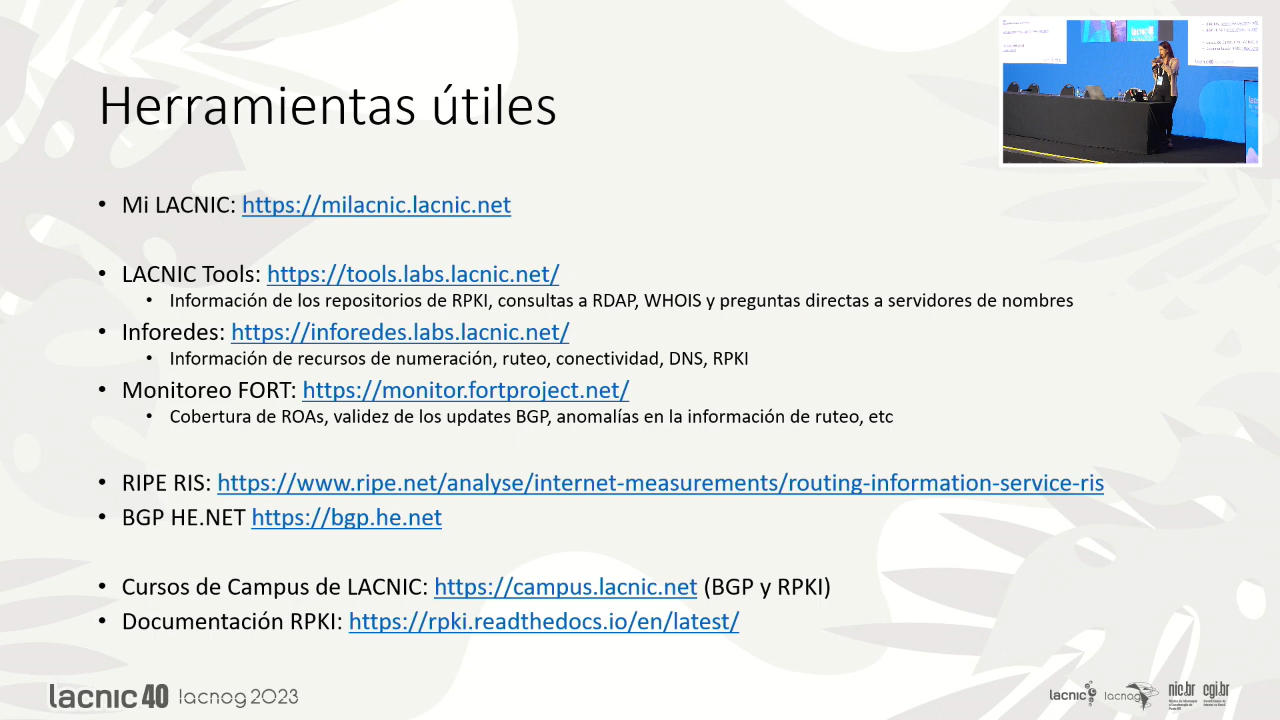 Herramientas útiles
• Mi LACNIC: https://milacnic.lacnic.net
• LACNIC Tools: https://tools.labs.lacnic.net/
• Información de los repositorios de RPKI, consultas a RDAP, WHOIS y preguntas directas a servidores de nombres
• Inforedes: https://inforedes.labs.lacnic.net/
• Información de recursos de numeración, ruteo, conectividad, DNS, RPKI
• Monitoreo FORT: https://monitor.fortproject.net/
• Cobertura de ROAs, validez de los updates BGP, anomalías en la información de ruteo, etc
• RIPE RIS: https://www.ripe.net/analyse/internet-measurements/routing-information-service-ris
• BGP HE.NET https://bgp.he.net
• Cursos de Campus de LACNIC: https://campus.lacnic.net (BGP y RPKI)
• Documentación RPKI: https://rpki.readthedocs.io/en/latest/
lacnic 40 lacnog 2023
lacnic lacnog nic.br cgi.br